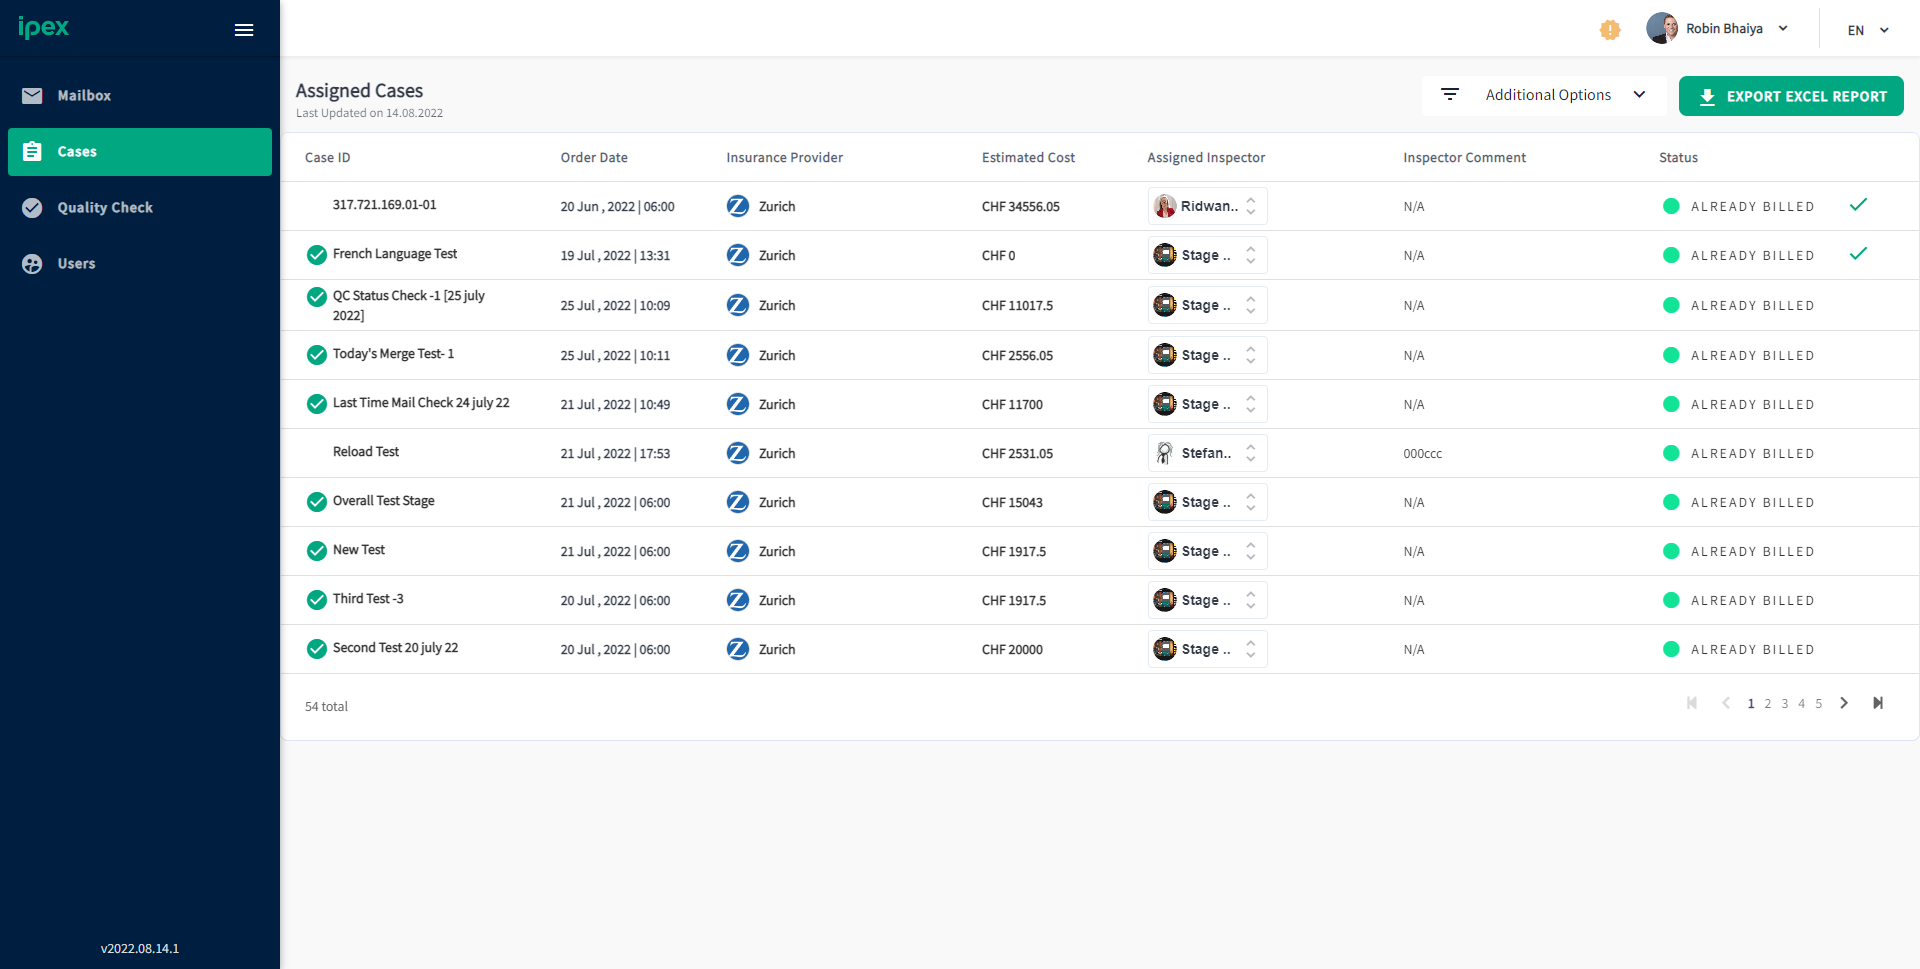 ipex
Robin Bhaiya
EN
Mailbox
Cases
Quality Check
Users
v2022.08.14.1
Assigned Cases
Last Updated on 14.08.2022
Additional Options
EXPORT EXCEL REPORT
Case ID Order Date Insurance Provider Estimated Cost Assigned Inspector Inspector Comment Status
317.721.169.01-01 20 Jun , 2022 | 06:00 Zurich CHF 34556.05 Ridwan.. N/A ALREADY BILLED
French Language Test 19 Jul , 2022 | 13:31 Zurich CHF 0 Stage .. N/A ALREADY BILLED
QC Status Check -1 [25 july
2022] 25 Jul , 2022 | 10:09 Zurich CHF 11017.5 Stage .. N/A ALREADY BILLED
Today's Merge Test- 1 25 Jul , 2022 | 10:11 Zurich CHF 2556.05 Stage .. N/A ALREADY BILLED
Last Time Mail Check 24 july 22 21 Jul , 2022 | 10:49 Zurich CHF 11700 Stage .. N/A ALREADY BILLED
Reload Test 21 Jul , 2022 | 17:53 Zurich CHF 2531.05 Stefan.. 000ccc ALREADY BILLED
Overall Test Stage 21 Jul , 2022 | 06:00 Zurich CHF 15043 Stage .. N/A ALREADY BILLED
New Test 21 Jul , 2022 | 06:00 Zurich CHF 1917.5 Stage .. N/A ALREADY BILLED
Third Test -3 20 Jul , 2022 | 06:00 Zurich CHF 1917.5 Stage .. N/A ALREADY BILLED
Second Test 20 july 22 20 Jul , 2022 | 06:00 Zurich CHF 20000 Stage .. N/A ALREADY BILLED
54 total
1 2 3 4 5